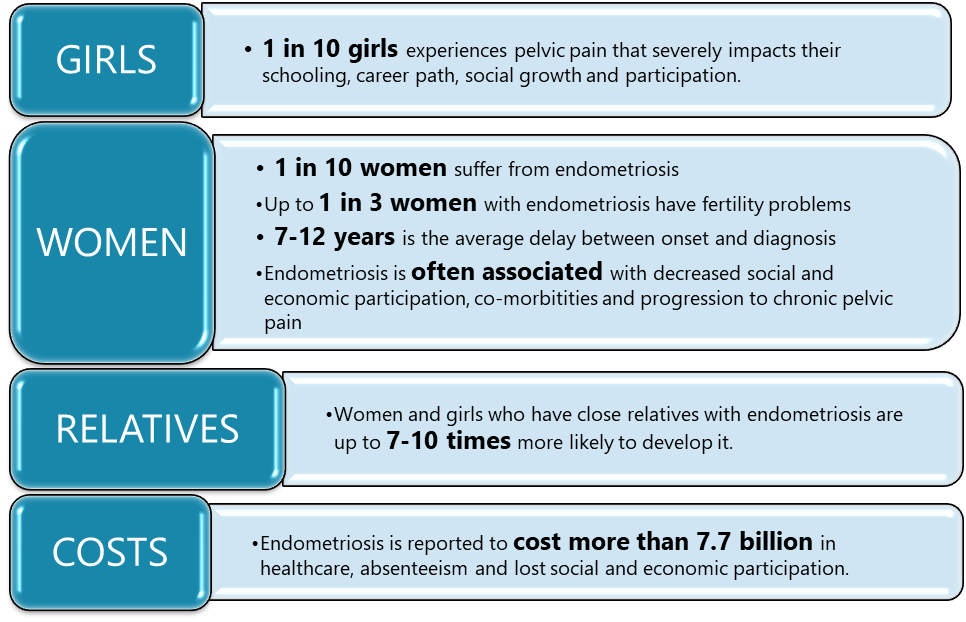 GIRLS
• 1 in 10 girls experiences pelvic pain that severely impacts their
schooling, career path, social growth and participation.
WOMEN
• 1 in 10 women suffer from endometriosis
•Up to 1 in 3 women with endometriosis have fertility problems
• 7-12 years is the average delay between onset and diagnosis
•Endometriosis is often associated with decreased social and
economic participation, co-morbitities and progression to chronic pelvic
pain
RELATIVES
•Women and girls who have close relatives with endometriosis are
up to 7-10 times more likely to develop it.
COSTS
•Endometriosis is reported to cost more than 7.7 billion in
healthcare, absenteeism and lost social and economic participation.